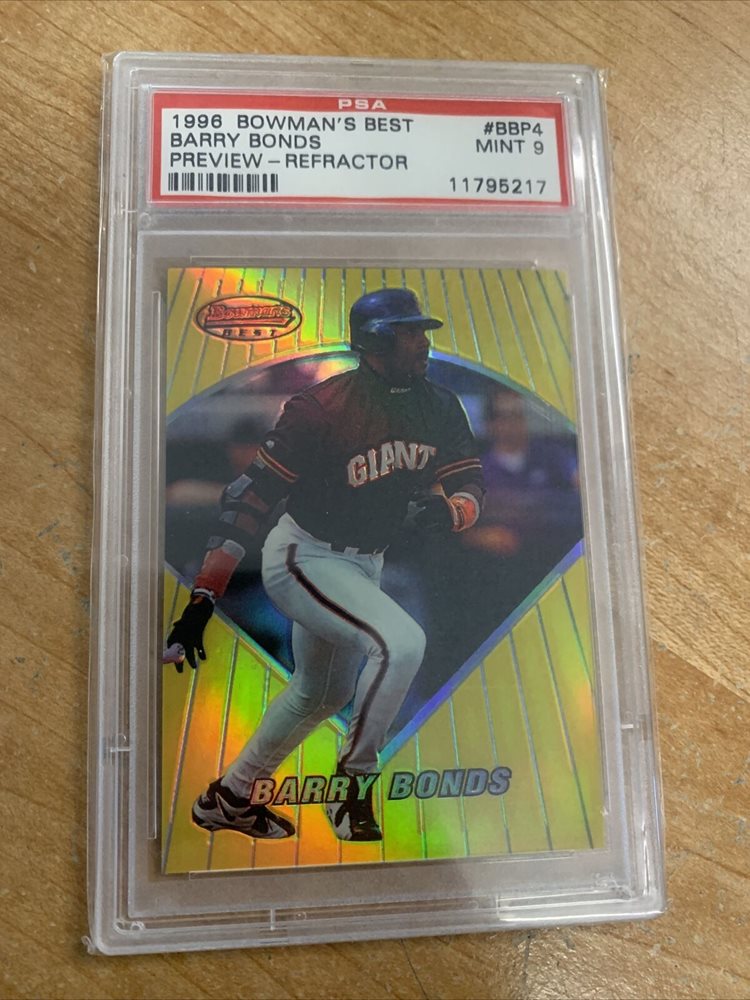 PSA
1996 BOWMAN'S BEST #BBP4
BARRY BONDS MINT 9
PREVIEW - REFRACTOR
11795217
Bowman's
BEST
GIANT
BARRY BONDS